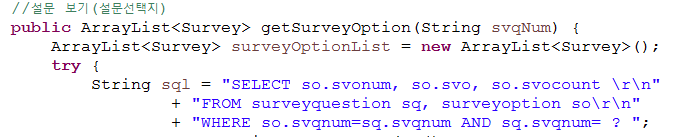 //설문 보기(설문선택지)
public ArrayList<Survey> getSurveyOption(String svqNum) {
ArrayList<Survey> surveyOptionList = new ArrayList<Survey>();
try {
String sql = "SELECT so.svonum, so.svo, so.svocount \r\n"
+ "FROM surveyquestion sq, surveyoption so\r\n"
+ "WHERE so.svqnum=sq.svqnum AND sq.svqnum= ? ";